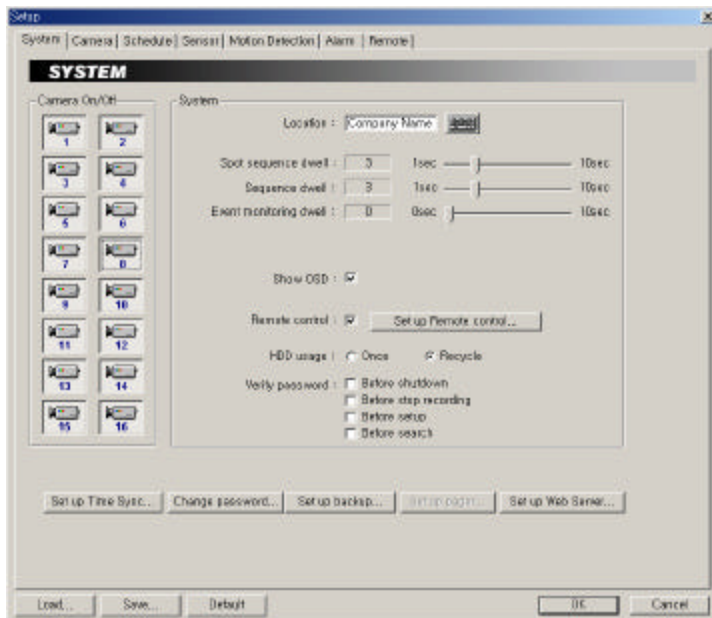 Setup
System | Camera | Schedule | Sensor | Motion Detection | Alarm | Remote
SYSTEM
Camera On/Off
1 2
3 4
5 6
7 8
9 10
11 12
13 14
15 16
System
Location : Company Name
Spot sequence dwell : 3 1sec 10sec
Sequence dwell : 3 1sec 10sec
Event monitoring dwell : 0 0sec 10sec
Show OSD :
Remote control : Set up Remote control...
HDD usage : Once Recycle
Verify password : Before shutdown
Before stop recording
Before setup
Before search
Set up Time Sync... Change password... Set up backup... Set up pager... Set up Web Server...
Load... Save... Default OK Cancel